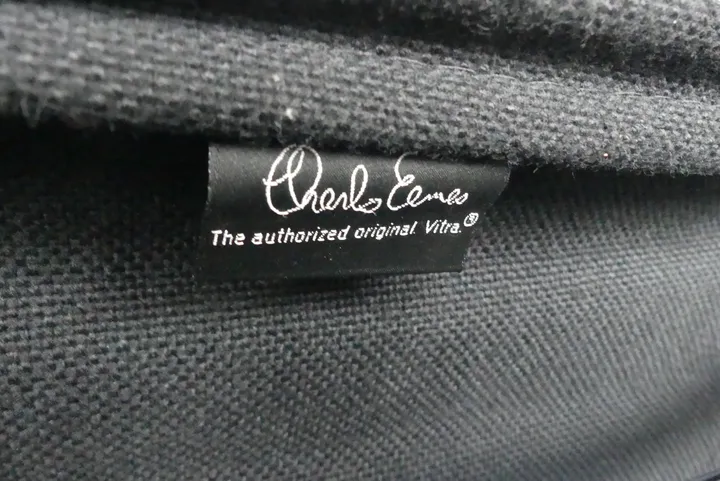 Charles Eames
The authorized original. Vitra.®